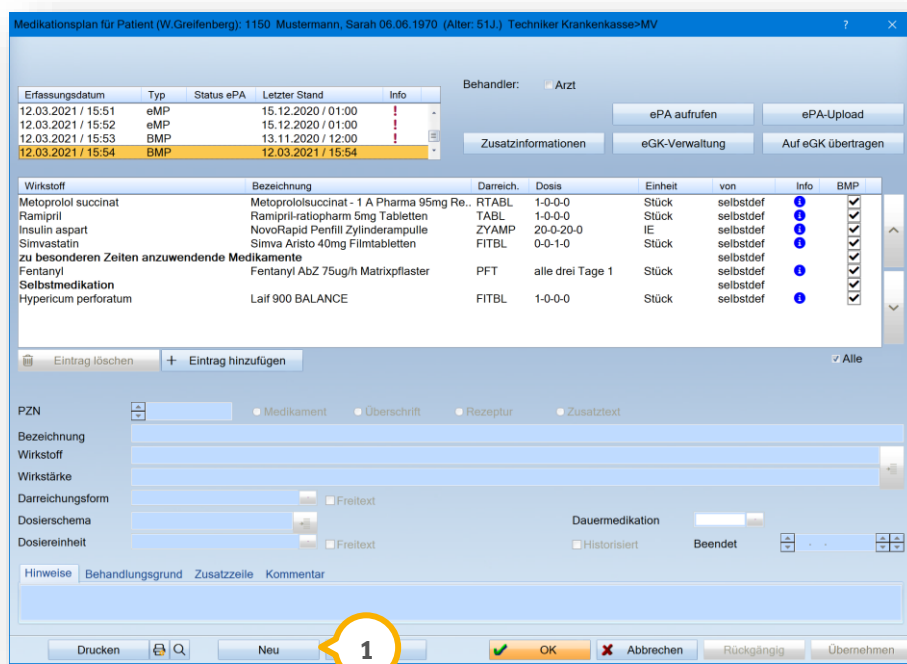 Medikationsplan für Patient (W.Greifenberg): 1150 Mustermann, Sarah 06.06.1970 (Alter: 51J.) Techniker Krankenkasse>MV ?
Behandler: Arzt
Erfassungsdatum Typ Status ePA Letzter Stand Info
12.03.2021 / 15:51 eMP 15.12.2020 / 01:00 !
12.03.2021 / 15:52 eMP 15.12.2020 / 01:00 !
12.03.2021 / 15:53 BMP 13.11.2020 / 12:00 !
12.03.2021 / 15:54 BMP 12.03.2021 / 15:54
ePA aufrufen ePA-Upload
Zusatzinformationen eGK-Verwaltung Auf eGK übertragen
Wirkstoff Bezeichnung Darreich. Dosis Einheit von Info BMP
Metoprolol succinat Metoprololsuccinat - 1 A Pharma 95mg Re.. RTABL 1-0-0-0 Stück selbstdef i
Ramipril Ramipril-ratiopharm 5mg Tabletten TABL 1-0-0-0 Stück selbstdef i
Insulin aspart NovoRapid Penfill Zylinderampulle ZYAMP 20-0-20-0 IE selbstdef i
Simvastatin Simva Aristo 40mg Filmtabletten FITBL 0-0-1-0 Stück selbstdef i
zu besonderen Zeiten anzuwendende Medikamente selbstdef
Fentanyl Fentanyl AbZ 75ug/h Matrixpflaster PFT alle drei Tage 1 Stück selbstdef i
Selbstmedikation selbstdef
Hypericum perforatum Laif 900 BALANCE FITBL 1-0-0-0 Stück selbstdef i
Eintrag löschen + Eintrag hinzufügen Alle
PZN Medikament Überschrift Rezeptur Zusatztext
Bezeichnung
Wirkstoff
Wirkstärke
Darreichungsform Freitext
Dosierschema Dauermedikation
Dosiereinheit Freitext Historisiert Beendet
Hinweise Behandlungsgrund Zusatzzeile Kommentar
Drucken Neu 1 OK Abbrechen Rückgängig Übernehmen